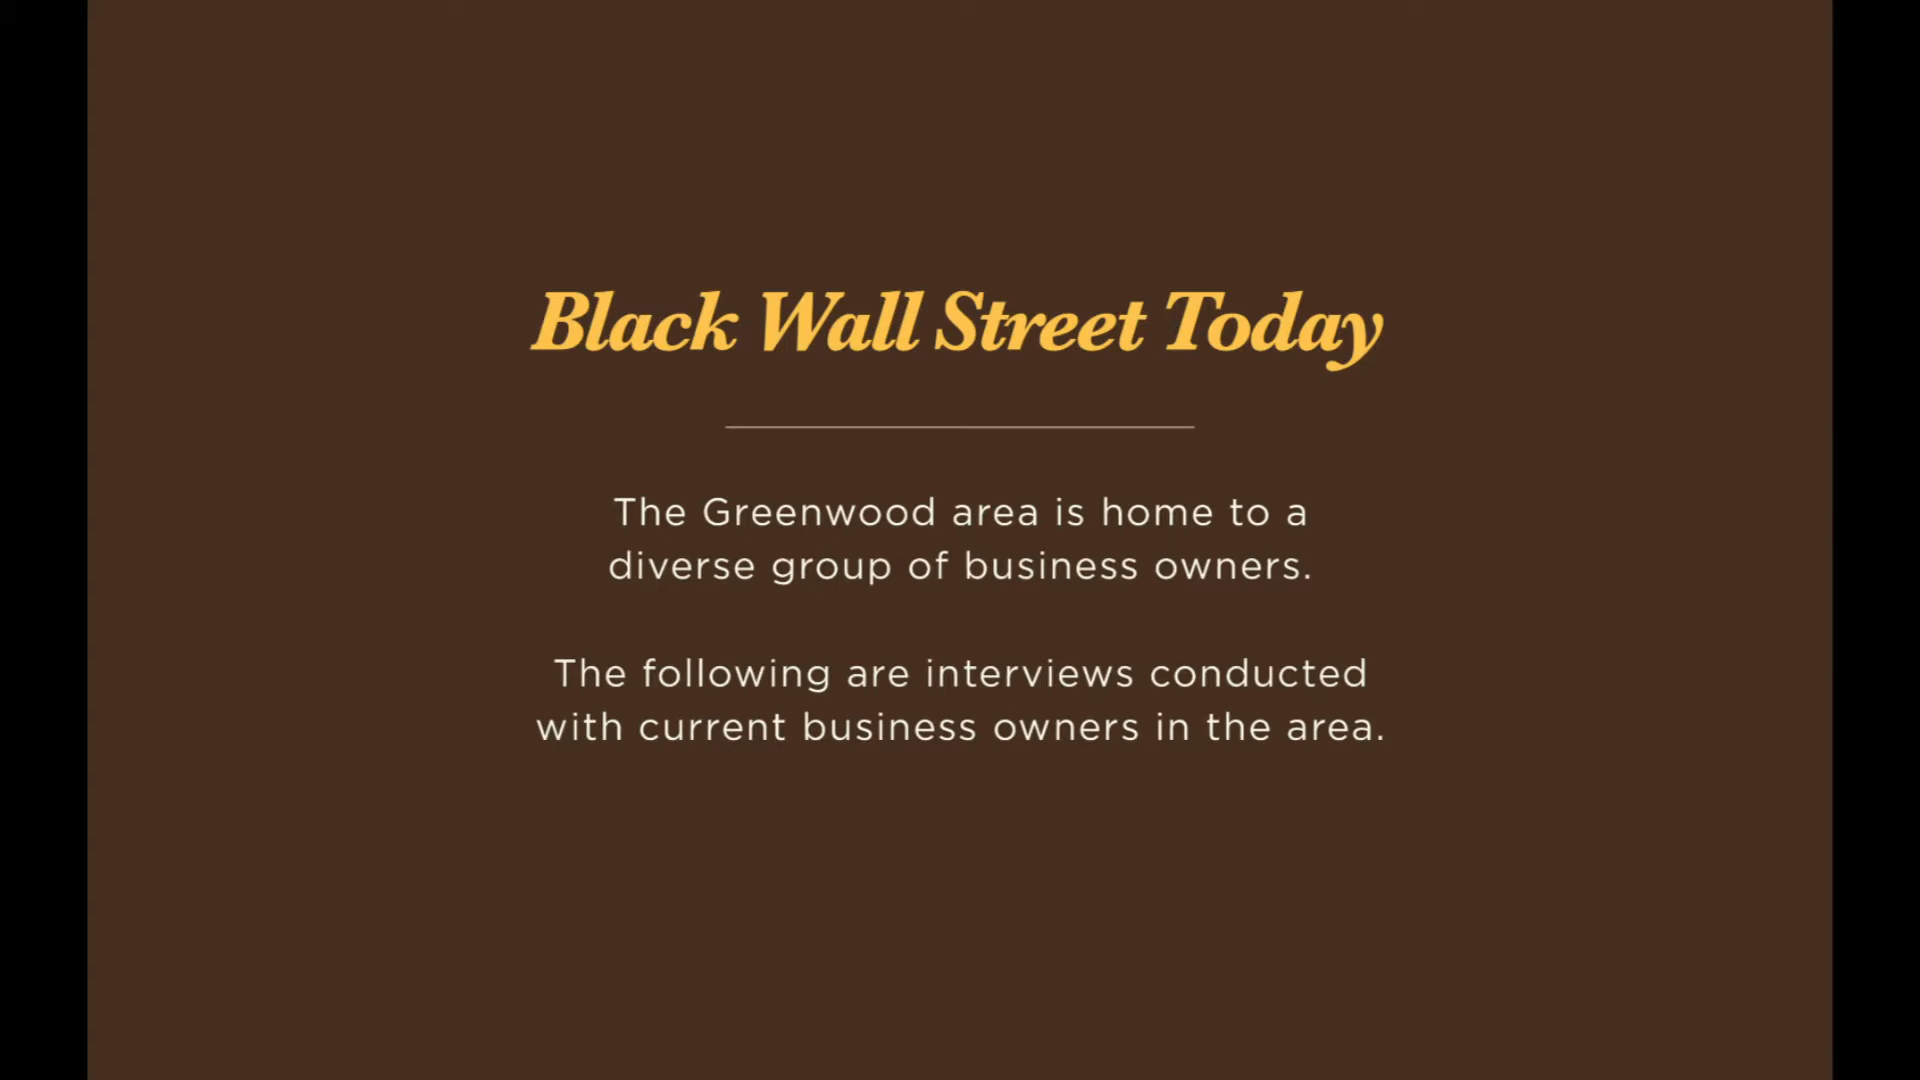 Black Wall Street Today
The Greenwood area is home to a
diverse group of business owners.
The following are interviews conducted
with current business owners in the area.